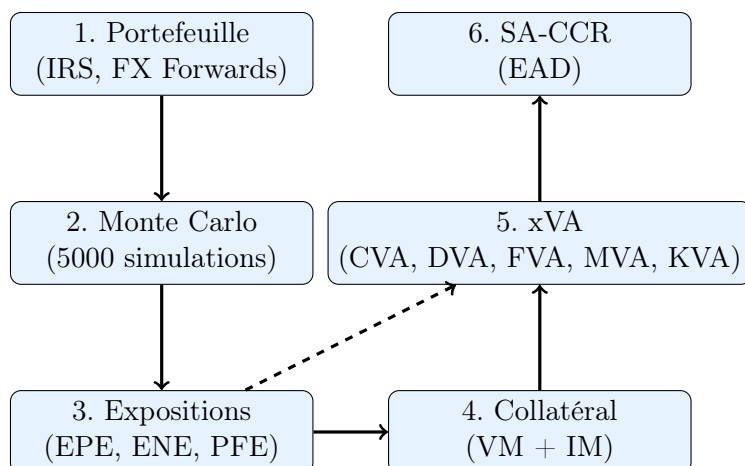 1. Portefeuille
(IRS, FX Forwards)
6. SA-CCR
(EAD)
2. Monte Carlo
(5000 simulations)
5. xVA
(CVA, DVA, FVA, MVA, KVA)
3. Expositions
(EPE, ENE, PFE)
4. Collatéral
(VM + IM)